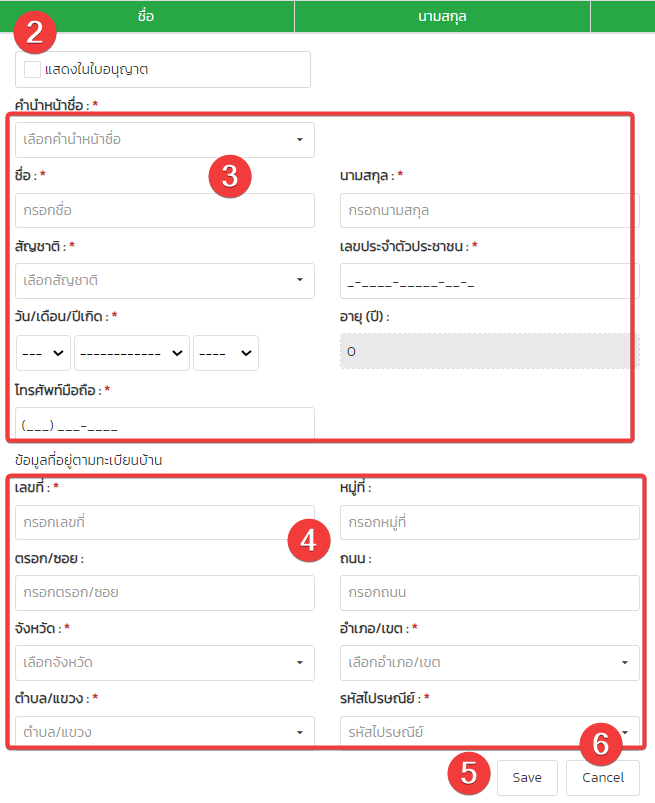 ชื่อ นามสกุล
2
แสดงในใบอนุญาต
คำนำหน้าชื่อ : *
เลือกคำนำหน้าชื่อ
3
ชื่อ : * นามสกุล : *
กรอกชื่อ กรอกนามสกุล
สัญชาติ : * เลขประจำตัวประชาชน : *
เลือกสัญชาติ _-____-_____-__-_
วัน/เดือน/ปีเกิด : * อายุ (ปี) :
--- ------------ ---- 0
โทรศัพท์มือถือ : *
(___) ___-____
ข้อมูลที่อยู่ตามทะเบียนบ้าน
เลขที่ : * หมู่ที่ :
กรอกเลขที่ กรอกหมู่ที่
4
ตรอก/ซอย : ถนน :
กรอกตรอก/ซอย กรอกถนน
จังหวัด : * อำเภอ/เขต : *
เลือกจังหวัด เลือกอำเภอ/เขต
ตำบล/แขวง : * รหัสไปรษณีย์ : *
ตำบล/แขวง รหัสไปรษณีย์
6
5 Save Cancel